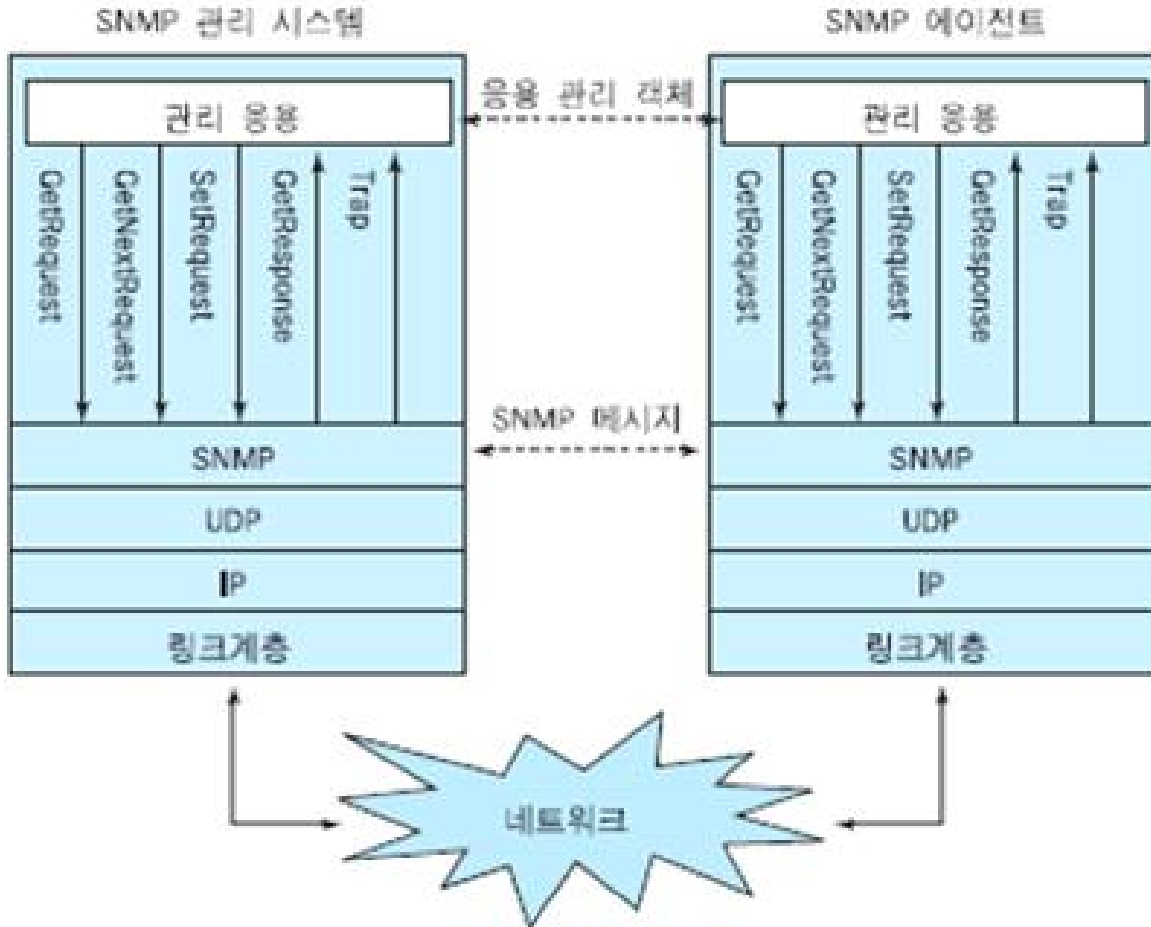 SNMP 관리 시스템
SNMP 에이전트
관리 응용
응용 관리 객체
관리 응용
GetRequest
GetNextRequest
SetRequest
GetResponse
Trap
GetRequest
GetNextRequest
SetRequest
GetResponse
Trap
SNMP 메시지
SNMP
UDP
IP
링크계층
SNMP
UDP
IP
링크계층
네트워크